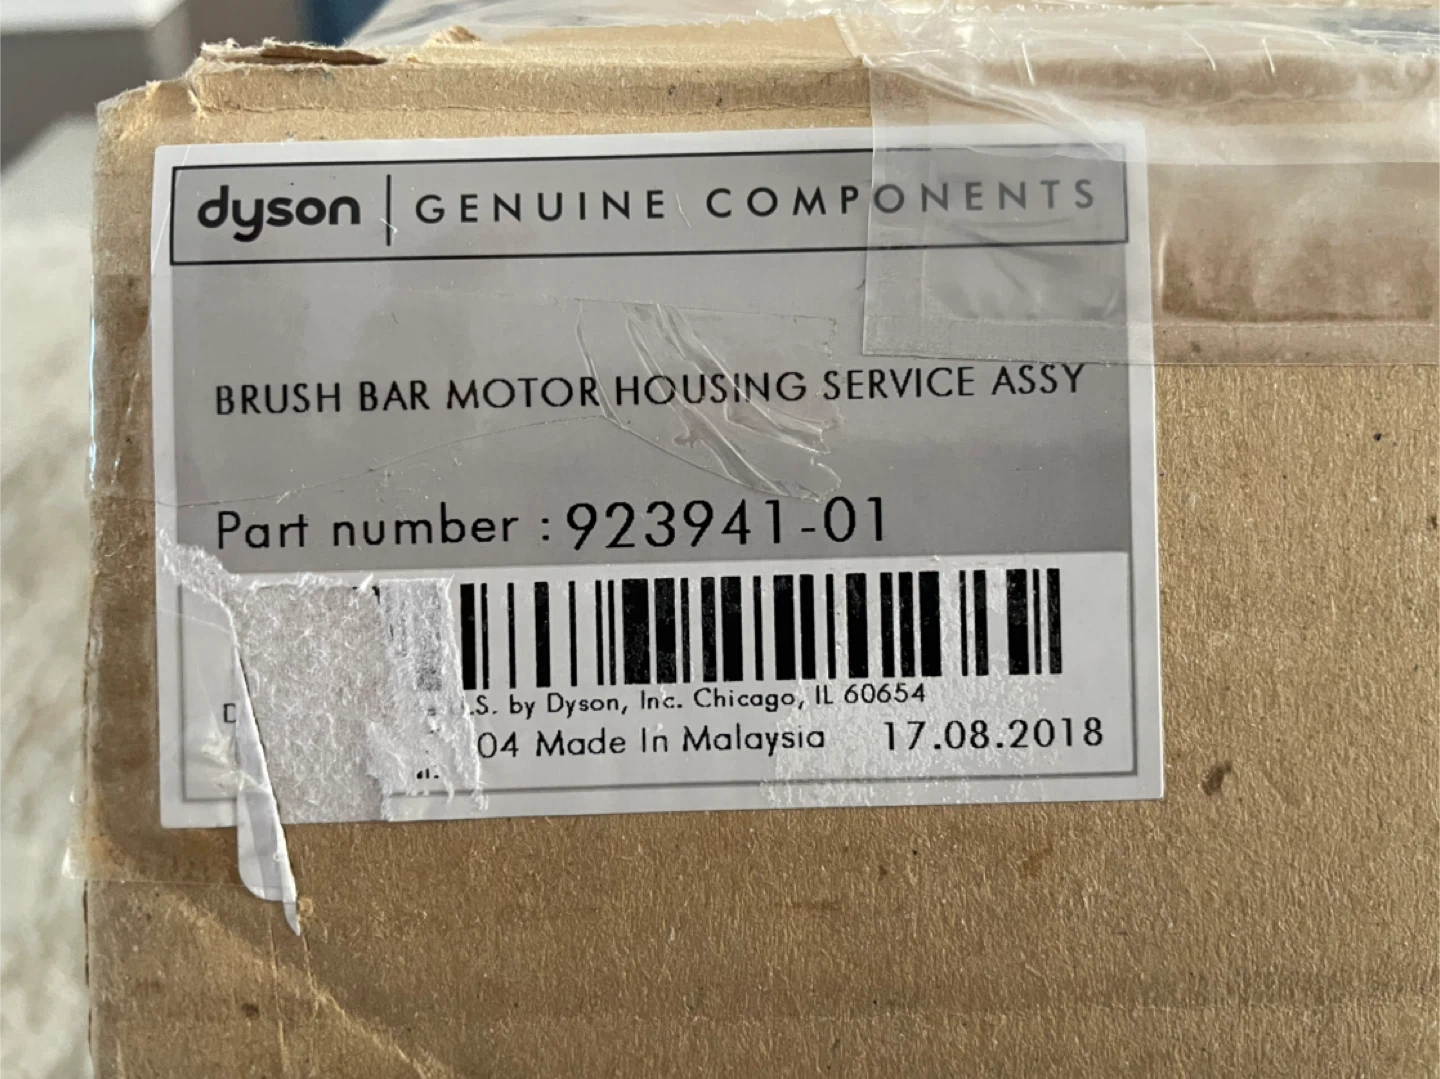 dyson | GENUINE COMPONENTS
BRUSH BAR MOTOR HOUSING SERVICE ASSY
Part number : 923941-01
.S. by Dyson, Inc. Chicago, IL 60654
04 Made In Malaysia 17.08.2018